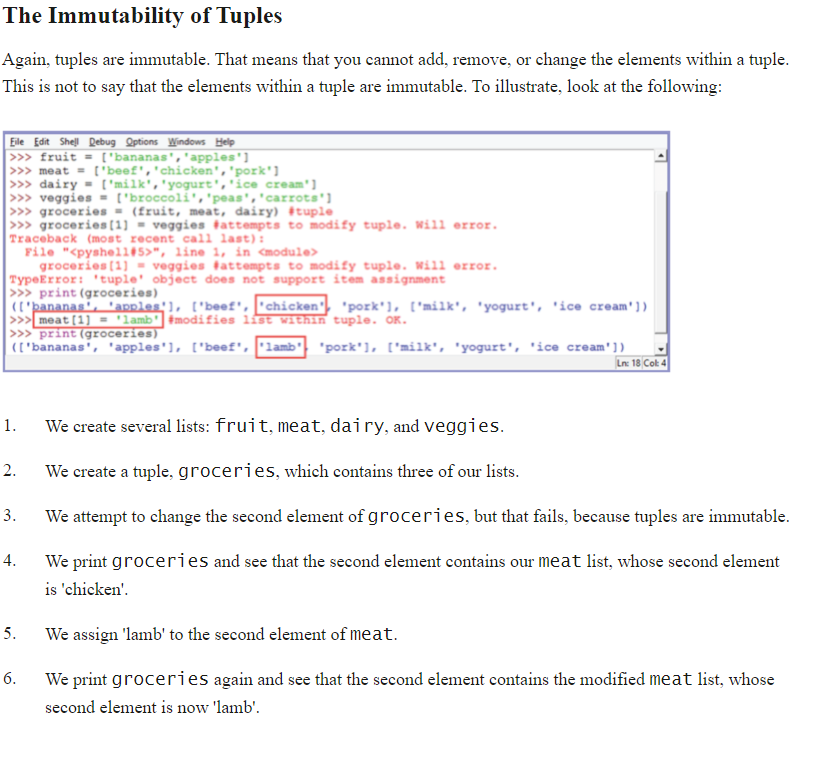 The Immutability of Tuples
Again, tuples are immutable. That means that you cannot add, remove, or change the elements within a tuple.
This is not to say that the elements within a tuple are immutable. To illustrate, look at the following:
File Edit Shell Debug Options Windows Help
>>> fruit = ['bananas','apples']
>>> meat = ['beef','chicken','pork']
>>> dairy = ['milk','yogurt','ice cream']
>>> veggies = ['broccoli','peas','carrots']
>>> groceries = (fruit, meat, dairy) #tuple
>>> groceries[1] = veggies #attempts to modify tuple. Will error.
Traceback (most recent call last):
File "<pyshell#5>", line 1, in <module>
groceries[1] = veggies #attempts to modify tuple. Will error.
TypeError: 'tuple' object does not support item assignment
>>> print(groceries)
(['bananas', 'apples'], ['beef', 'chicken', 'pork'], ['milk', 'yogurt', 'ice cream'])
>>> meat[1] = 'lamb' #modifies list within tuple. OK.
>>> print(groceries)
(['bananas', 'apples'], ['beef', 'lamb', 'pork'], ['milk', 'yogurt', 'ice cream'])
Ln: 18 Col: 4
1. We create several lists: fruit, meat, dairy, and veggies.
2. We create a tuple, groceries, which contains three of our lists.
3. We attempt to change the second element of groceries, but that fails, because tuples are immutable.
4. We print groceries and see that the second element contains our meat list, whose second element
is 'chicken'.
5. We assign 'lamb' to the second element of meat.
6. We print groceries again and see that the second element contains the modified meat list, whose
second element is now 'lamb'.